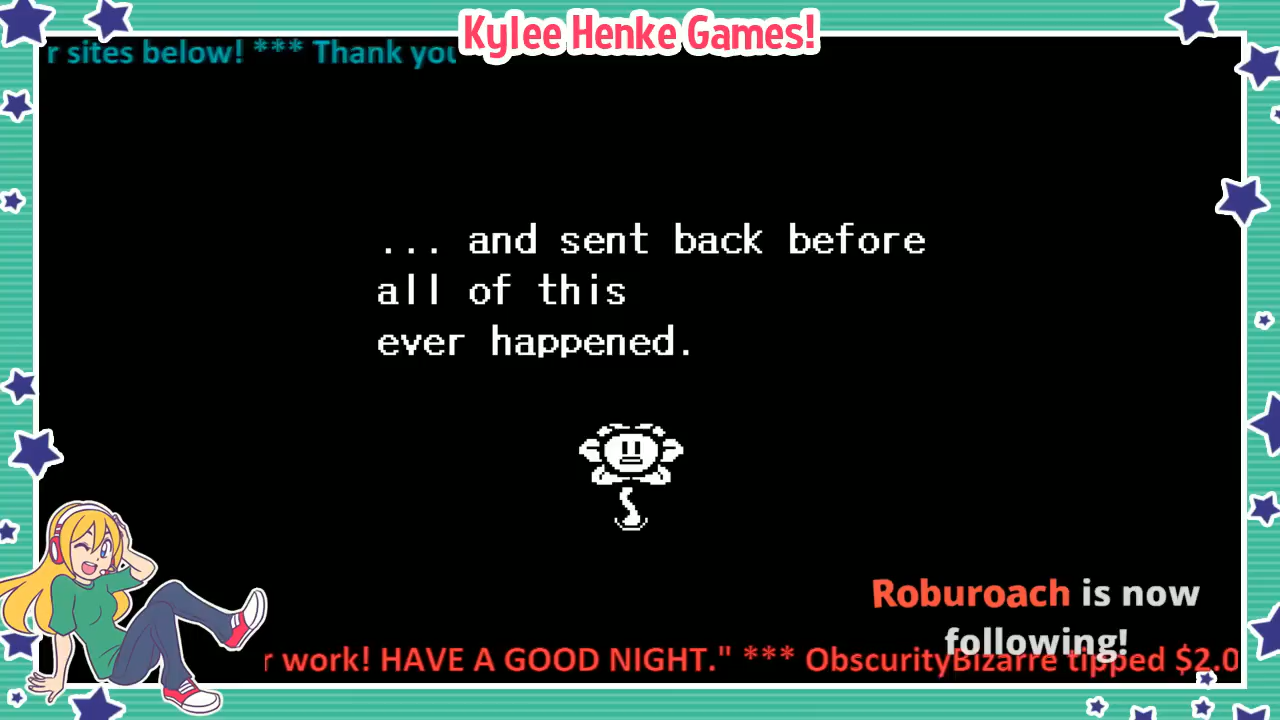 Kylee Henke Games!
r sites below! *** Thank you
... and sent back before
all of this
ever happened.
Roburoach is now
following!
r work! HAVE A GOOD NIGHT." *** ObscurityBizarre tipped $2.0